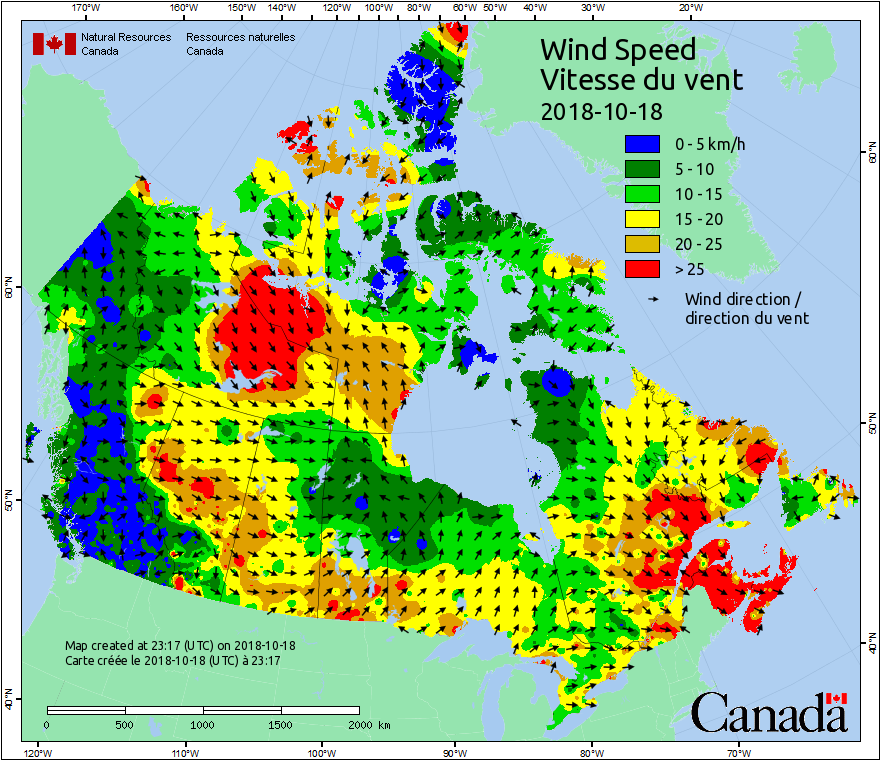 170°W 160°W 150°W 140°W 130°W 120°W 110°W 100°W 90°W 80°W 70°W 60°W 50°W 40°W 30°W 20°W
Natural Resources Canada
Ressources naturelles Canada
Wind Speed
Vitesse du vent
2018-10-18
0 - 5 km/h
5 - 10
10 - 15
15 - 20
20 - 25
> 25
Wind direction /
direction du vent
60°N
50°N
40°N
60°N
50°N
40°N
Map created at 23:17 (UTC) on 2018-10-18
Carte créée le 2018-10-18 (UTC) à 23:17
0 500 1000 1500 2000 km
Canada
120°W 110°W 100°W 90°W 80°W 70°W